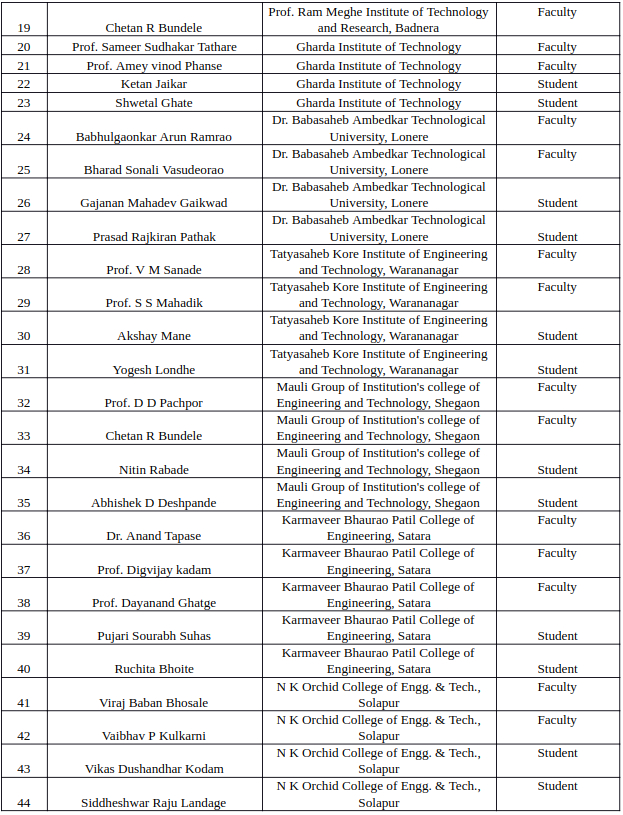 Prof. Ram Meghe Institute of Technology Faculty
19 Chetan R Bundele and Research, Badnera
20 Prof. Sameer Sudhakar Tathare Gharda Institute of Technology Faculty
21 Prof. Amey vinod Phanse Gharda Institute of Technology Faculty
22 Ketan Jaikar Gharda Institute of Technology Student
23 Shwetal Ghate Gharda Institute of Technology Student
Dr. Babasaheb Ambedkar Technological Faculty
24 Babhulgaonkar Arun Ramrao University, Lonere
Dr. Babasaheb Ambedkar Technological Faculty
25 Bharad Sonali Vasudeorao University, Lonere
Dr. Babasaheb Ambedkar Technological
26 Gajanan Mahadev Gaikwad University, Lonere Student
Dr. Babasaheb Ambedkar Technological
27 Prasad Rajkiran Pathak University, Lonere Student
Tatyasaheb Kore Institute of Engineering Faculty
28 Prof. V M Sanade and Technology, Warananagar
Tatyasaheb Kore Institute of Engineering Faculty
29 Prof. S S Mahadik and Technology, Warananagar
Tatyasaheb Kore Institute of Engineering
30 Akshay Mane and Technology, Warananagar Student
Tatyasaheb Kore Institute of Engineering
31 Yogesh Londhe and Technology, Warananagar Student
Mauli Group of Institution's college of Faculty
32 Prof. D D Pachpor Engineering and Technology, Shegaon
Mauli Group of Institution's college of Faculty
33 Chetan R Bundele Engineering and Technology, Shegaon
Mauli Group of Institution's college of
34 Nitin Rabade Engineering and Technology, Shegaon Student
Mauli Group of Institution's college of
35 Abhishek D Deshpande Engineering and Technology, Shegaon Student
Karmaveer Bhaurao Patil College of Faculty
36 Dr. Anand Tapase Engineering, Satara
Karmaveer Bhaurao Patil College of Faculty
37 Prof. Digvijay kadam Engineering, Satara
Karmaveer Bhaurao Patil College of Faculty
38 Prof. Dayanand Ghatge Engineering, Satara
Karmaveer Bhaurao Patil College of
39 Pujari Sourabh Suhas Engineering, Satara Student
Karmaveer Bhaurao Patil College of
40 Ruchita Bhoite Engineering, Satara Student
N K Orchid College of Engg. & Tech., Faculty
41 Viraj Baban Bhosale Solapur
N K Orchid College of Engg. & Tech., Faculty
42 Vaibhav P Kulkarni Solapur
N K Orchid College of Engg. & Tech., Student
43 Vikas Dushandhar Kodam Solapur
N K Orchid College of Engg. & Tech., Student
44 Siddheshwar Raju Landage Solapur